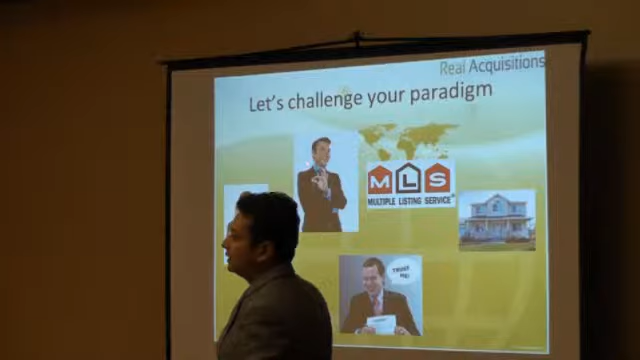 Real Acquisitions
Let's challenge your paradigm
MLS
MULTIPLE LISTING SERVICE®
TRUST
ME!